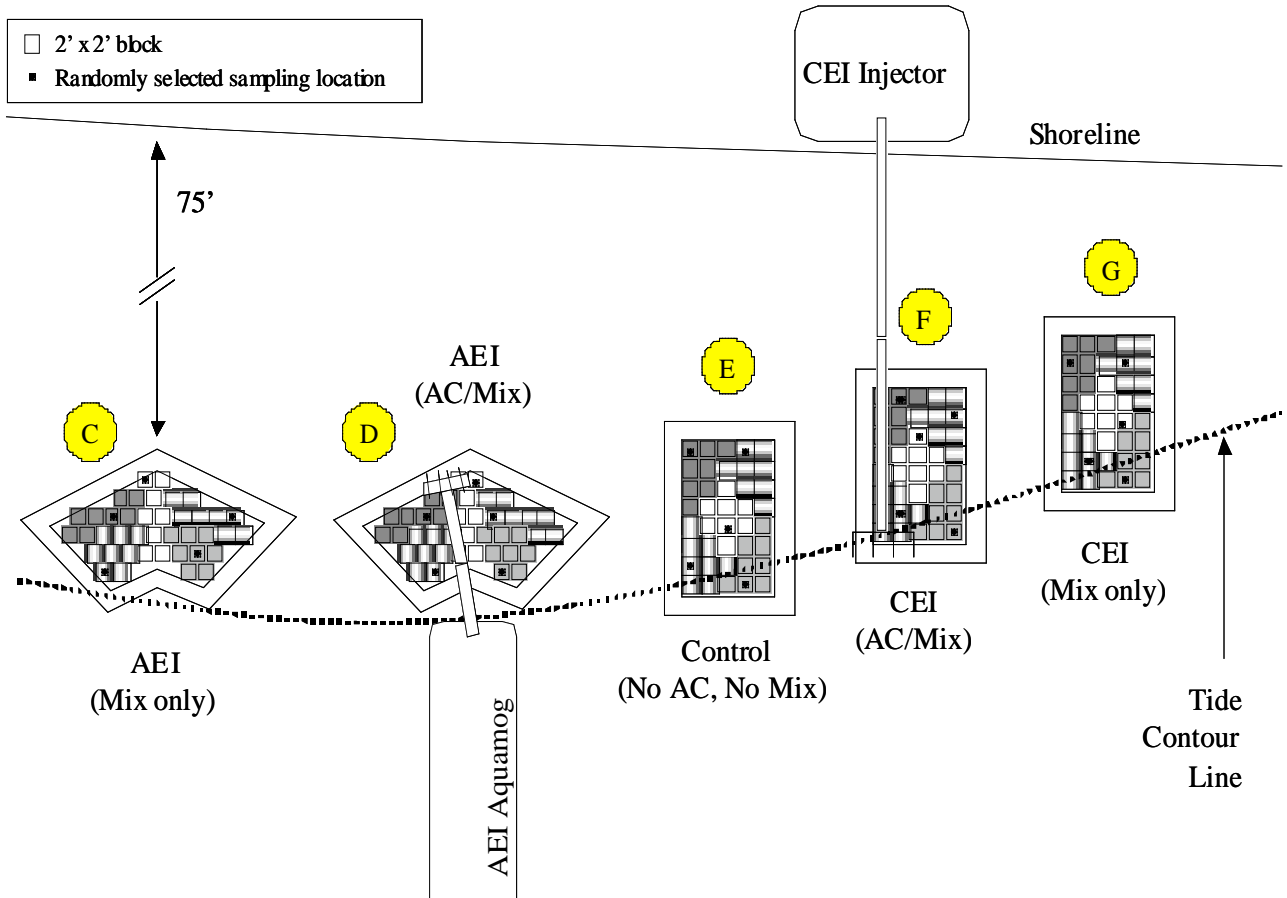 2’ x 2’ block
Randomly selected sampling location
CEI Injector
Shoreline
75’
G
F
AEI
(AC/Mix)
E
C
D
CEI
(Mix only)
CEI
(AC/Mix)
Control
(No AC, No Mix)
AEI
(Mix only)
AEI Aquamog
Tide
Contour
Line